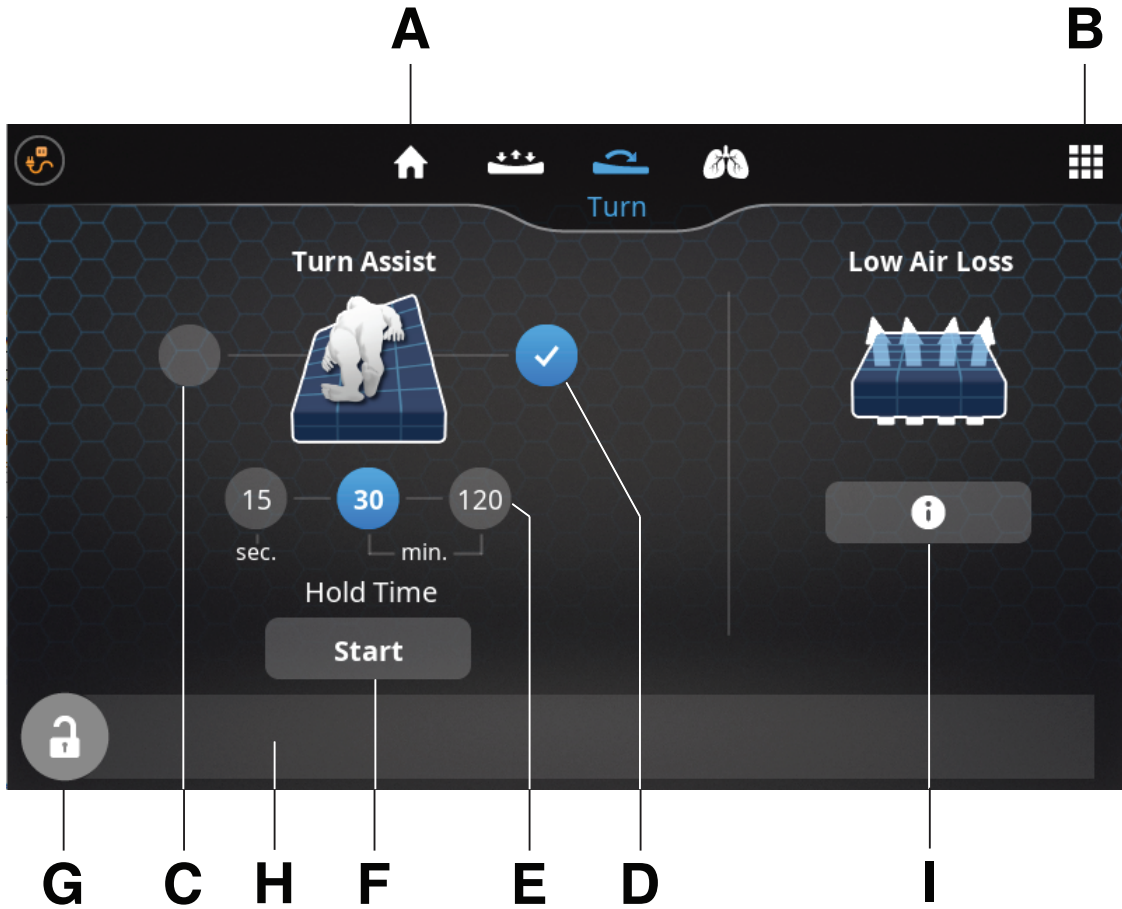 A B
Turn
Turn Assist
Low Air Loss
15 30 120
sec. min.
Hold Time
Start
G C H F E D I